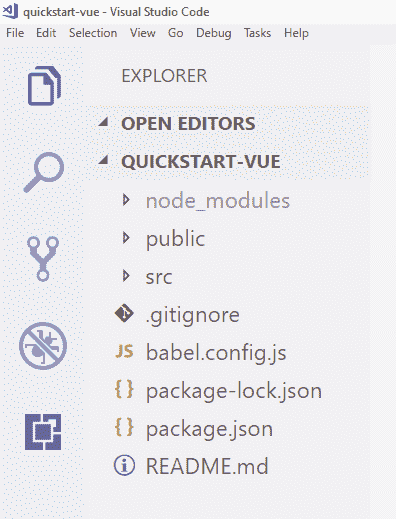 quickstart-vue - Visual Studio Code
File Edit Selection View Go Debug Tasks Help
EXPLORER
OPEN EDITORS
QUICKSTART-VUE
node_modules
public
src
.gitignore
JS babel.config.js
{ } package-lock.json
{ } package.json
README.md